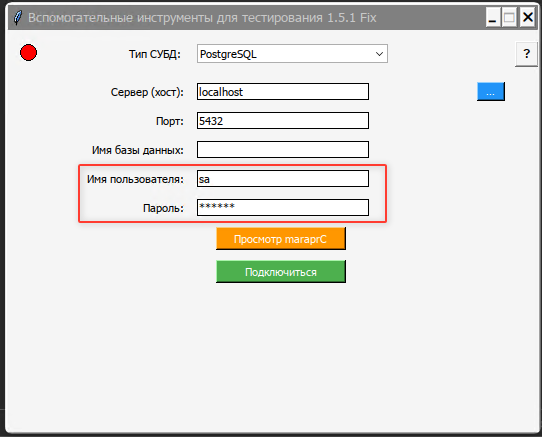 Вспомогательные инструменты для тестирования 1.5.1 Fix
Тип СУБД: PostgreSQL
?
Сервер (хост): localhost
...
Порт: 5432
Имя базы данных:
Имя пользователя: sa
Пароль: ******
Просмотр maraprC
Подключиться